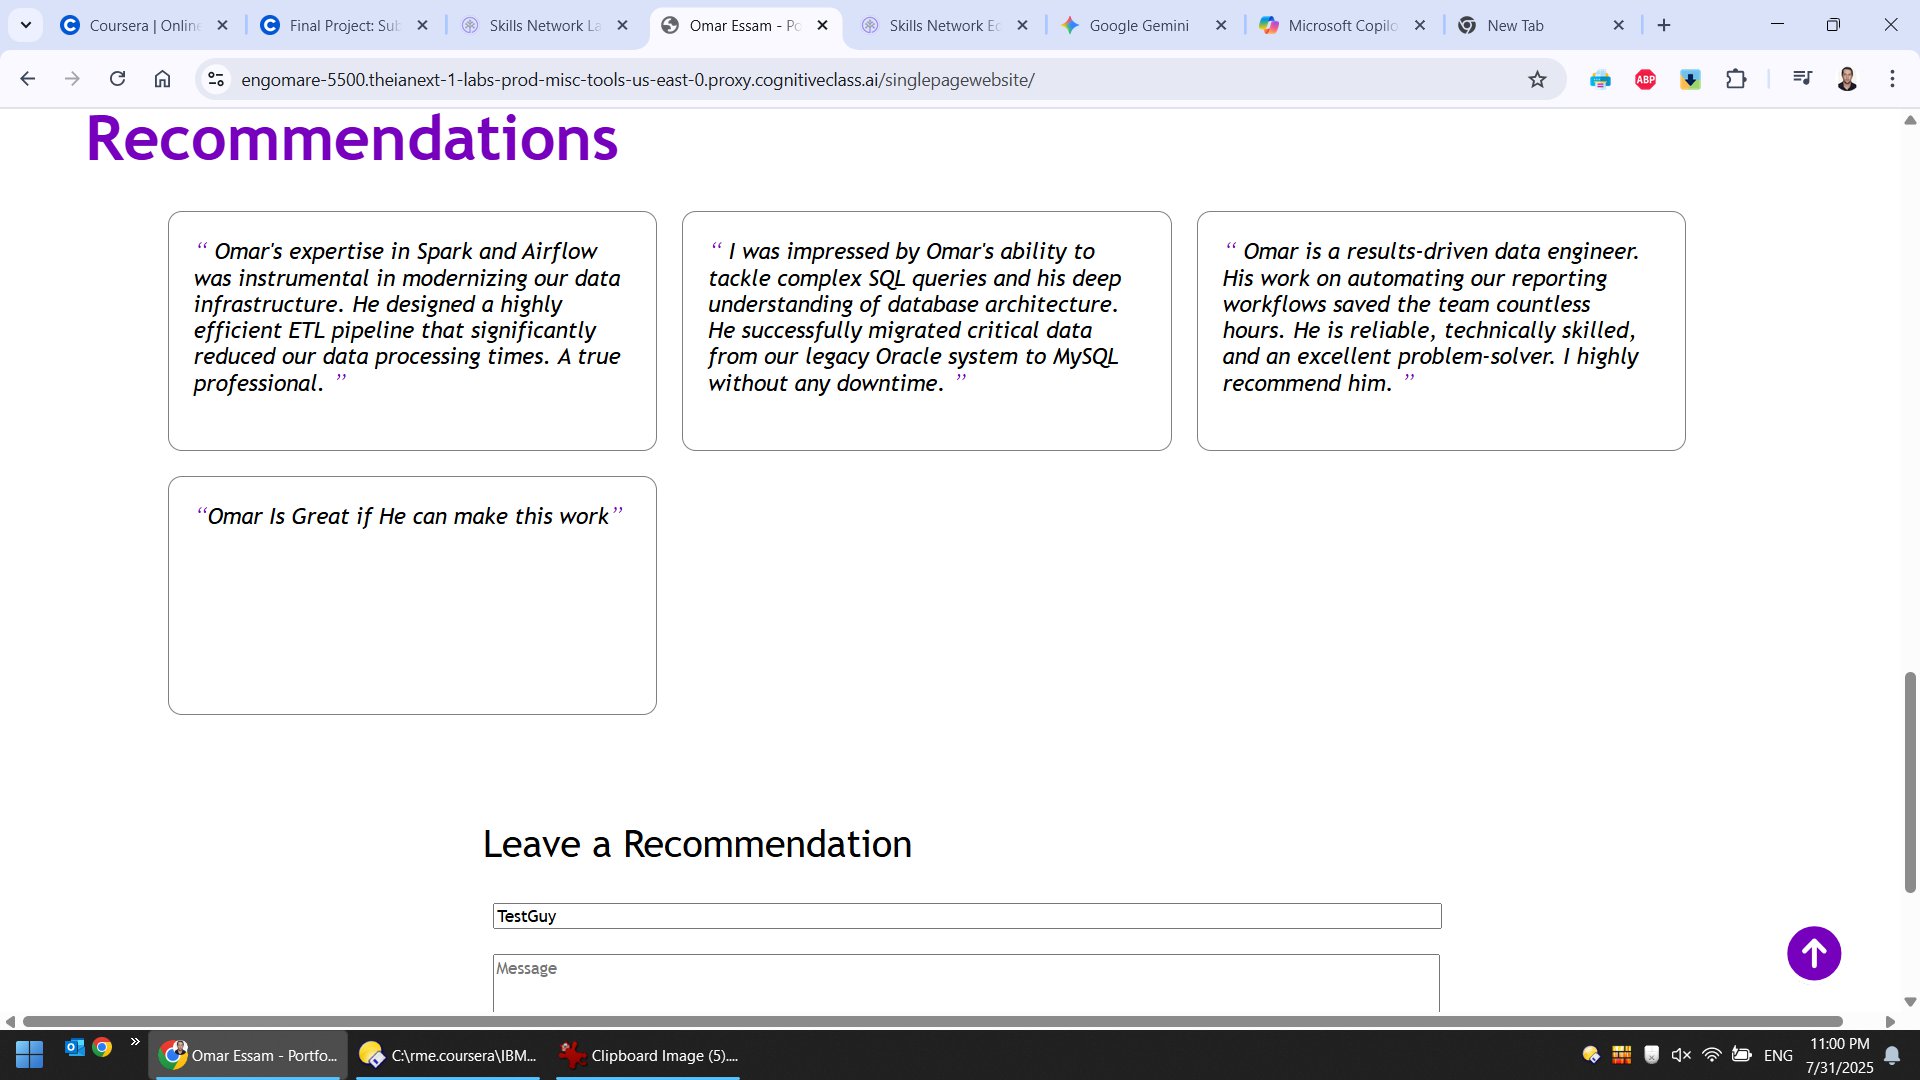 Coursera | Online
Final Project: Sub
Skills Network La
Omar Essam - Po
Skills Network Ed
Google Gemini
Microsoft Copilo
New Tab
engomare-5500.theianext-1-labs-prod-misc-tools-us-east-0.proxy.cognitiveclass.ai/singlepagewebsite/
ABP
Recommendations
“ Omar's expertise in Spark and Airflow
was instrumental in modernizing our data
infrastructure. He designed a highly
efficient ETL pipeline that significantly
reduced our data processing times. A true
professional. ”
“ I was impressed by Omar's ability to
tackle complex SQL queries and his deep
understanding of database architecture.
He successfully migrated critical data
from our legacy Oracle system to MySQL
without any downtime. ”
“ Omar is a results-driven data engineer.
His work on automating our reporting
workflows saved the team countless
hours. He is reliable, technically skilled,
and an excellent problem-solver. I highly
recommend him. ”
“Omar Is Great if He can make this work”
Leave a Recommendation
TestGuy
Message
Omar Essam - Portfo...
C:\rme.coursera\IBM...
Clipboard Image (5)....
ENG
11:00 PM
7/31/2025